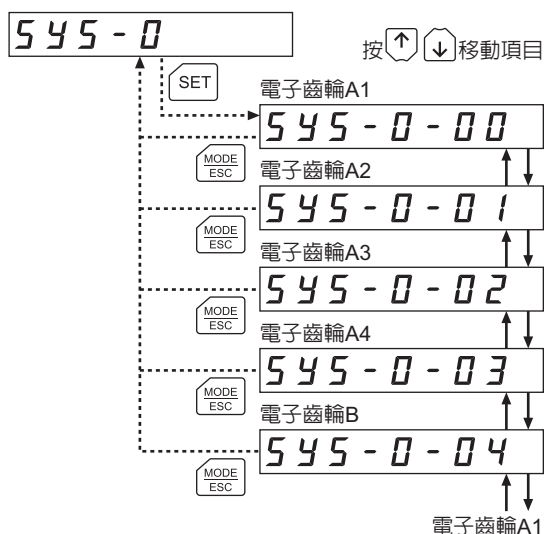 SYS-0
按↑ ↓移動項目
SET
電子齒輪A1
SYS-0-00
MODE
ESC
電子齒輪A2
SYS-0-01
MODE
ESC
電子齒輪A3
SYS-0-02
MODE
ESC
電子齒輪A4
SYS-0-03
MODE
ESC
電子齒輪B
SYS-0-04
MODE
ESC
電子齒輪A1